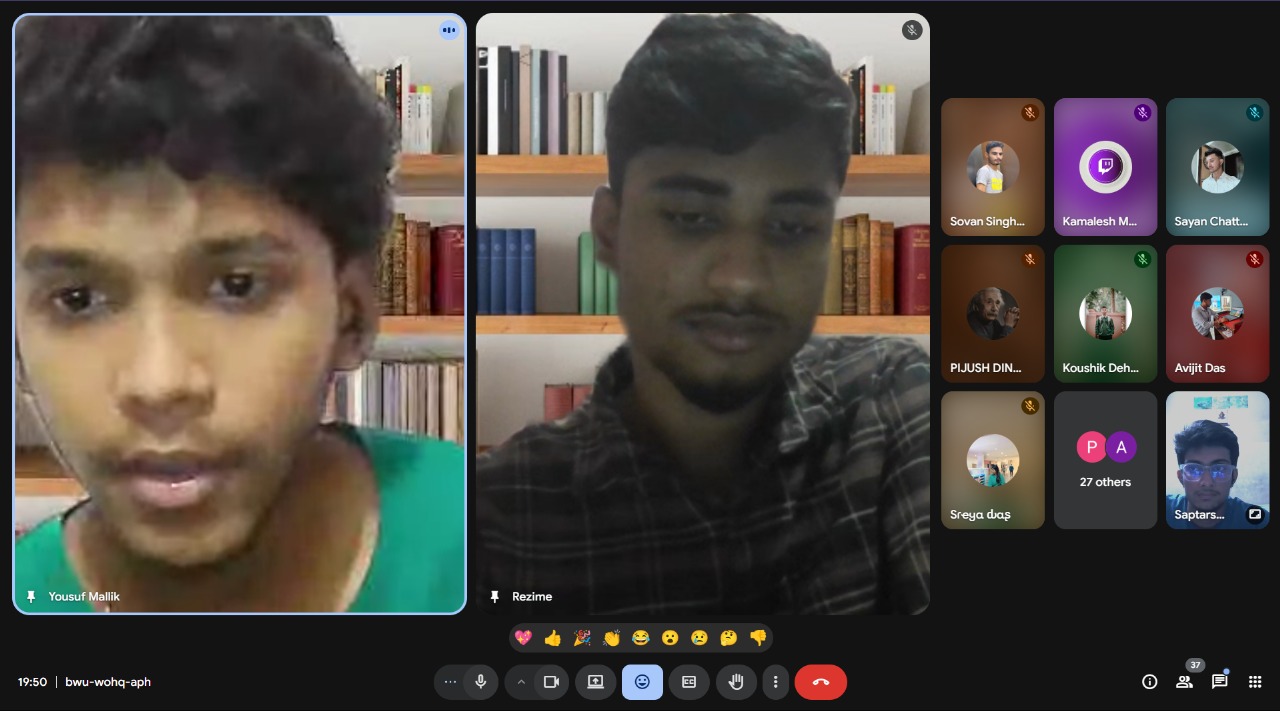 Yousuf Mallik
Rezime
Sovan Singh...
Kamalesh M...
Sayan Chatt...
PIJUSH DIN...
Koushik Deh...
Avijit Das
Sreya
P A
27 others
Saptars...
19:50 | bwu-wohq-aph
CC
37